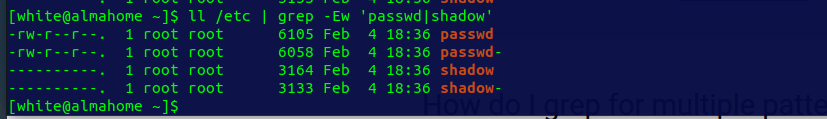 [white@almahome ~]$ ll /etc | grep -Ew 'passwd|shadow'
-rw-r--r--.  1 root root      6105 Feb  4 18:36 passwd
-rw-r--r--.  1 root root      6058 Feb  4 18:36 passwd-
----------.  1 root root      3164 Feb  4 18:36 shadow
----------.  1 root root      3133 Feb  4 18:36 shadow-
[white@almahome ~]$
How do I grep for multiple